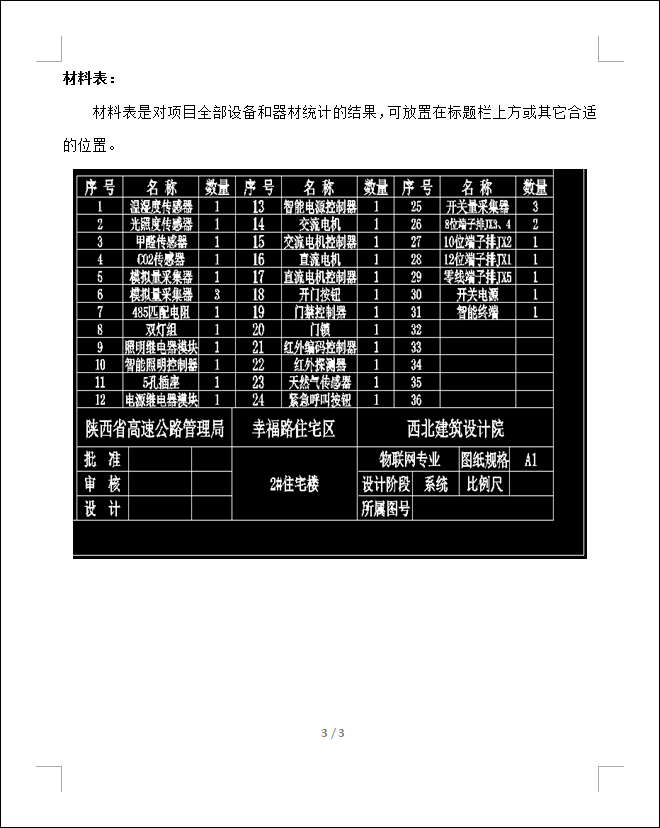 材料表：
材料表是对项目全部设备和器材统计的结果，可放置在标题栏上方或其它合适
的位置。
序 号 名 称 数量 序 号 名 称 数量 序 号 名 称 数量
1 温湿度传感器 1 13 智能电源控制器 1 25 开关量采集器 3
2 光照度传感器 1 14 交流电机 1 26 8位端子排JX3、4 2
3 甲醛传感器 1 15 交流电机控制器 1 27 10位端子排JX2 1
4 CO2传感器 1 16 直流电机 1 28 12位端子排JX1 1
5 模拟量采集器 1 17 直流电机控制器 1 29 零线端子排JX5 1
6 模拟量采集器 3 18 开门按钮 1 30 开关电源 1
7 485匹配电阻 1 19 门禁控制器 1 31 智能终端 1
8 双灯组 1 20 门锁 1 32
9 照明继电器模块 1 21 红外编码控制器 1 33
10 智能照明控制器 1 22 红外探测器 1 34
11 5孔插座 1 23 天然气传感器 1 35
12 电源继电器模块 1 24 紧急呼叫按钮 1 36
陕西省高速公路管理局 幸福路住宅区 西北建筑设计院
批 准 2#住宅楼 物联网专业 图纸规格 A1
审 核 设计阶段 系统 比例尺
设 计 所属图号
3 / 3